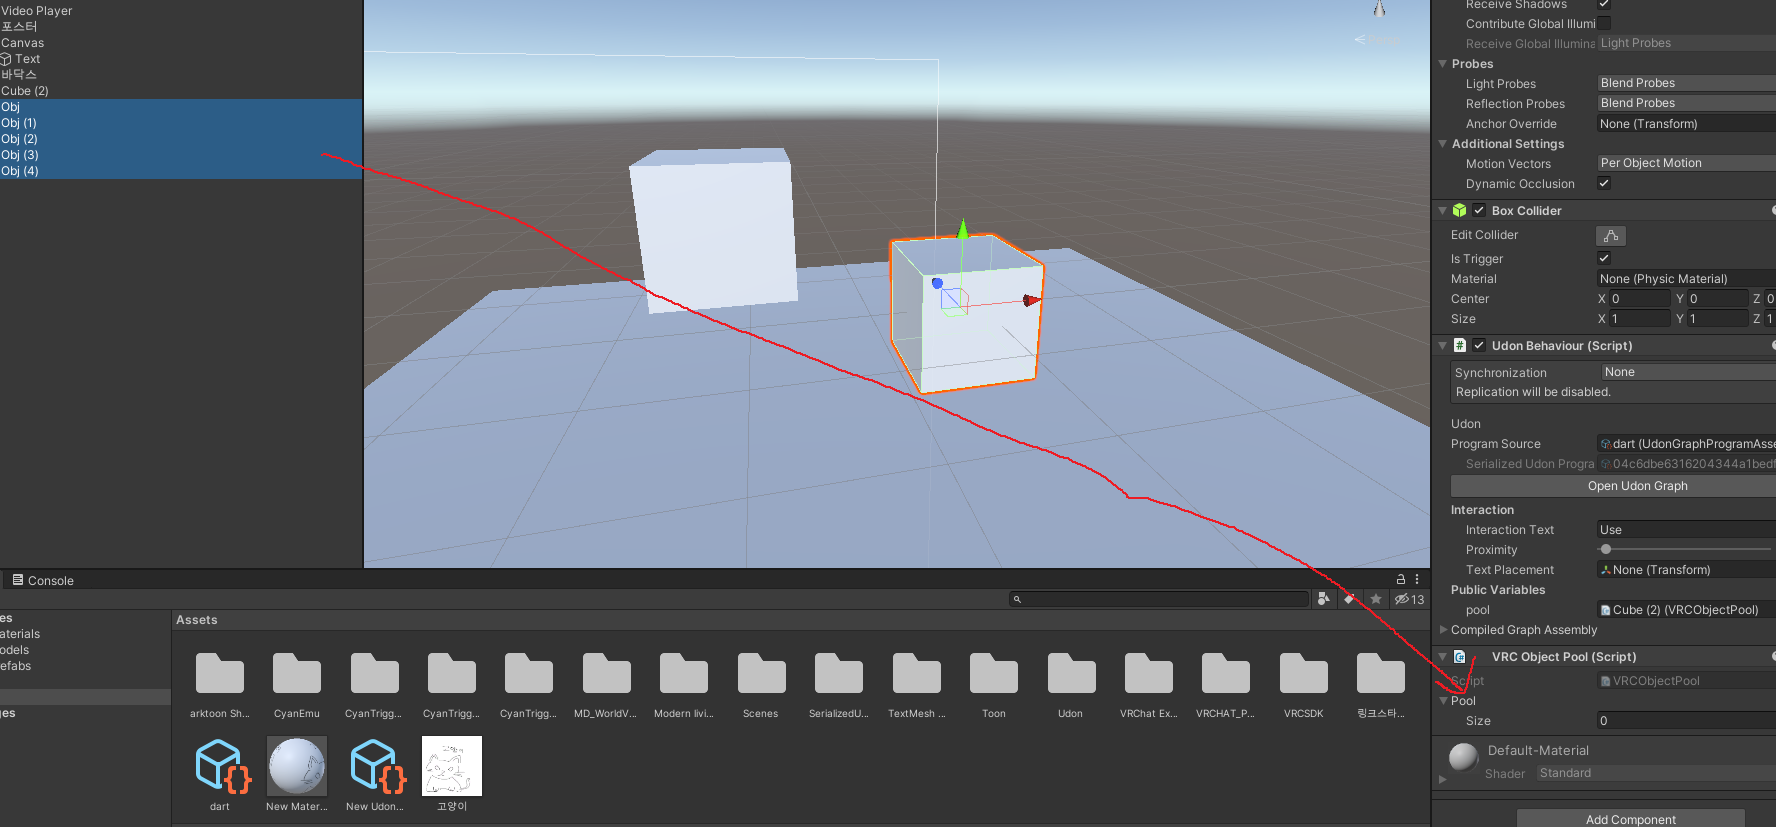 Video Player
포스터
Canvas
Text
바닥스
Cube (2)
Obj
Obj (1)
Obj (2)
Obj (3)
Obj (4)
Receive Shadows
Contribute Global Illumi
Receive Global Illumina Light Probes
Probes
Light Probes Blend Probes
Reflection Probes Blend Probes
Anchor Override None (Transform)
Additional Settings
Motion Vectors Per Object Motion
Dynamic Occlusion
Box Collider
Edit Collider
Is Trigger
Material None (Physic Material)
Center X 0 Y 0 Z 0
Size X 1 Y 1 Z 1
# Udon Behaviour (Script)
Synchronization None
Replication will be disabled.
Udon
Program Source dart (UdonGraphProgramAsse
Serialized Udon Progra 04c6dbe6316204344a1bedf
Open Udon Graph
Interaction
Interaction Text Use
Proximity
Text Placement None (Transform)
Public Variables
pool Cube (2) (VRCObjectPool)
Compiled Graph Assembly
VRC Object Pool (Script)
Script VRCObjectPool
Pool
Size 0
Default-Material
Shader Standard
Add Component
Console
13
es
aterials
odels
efabs
ges
Assets
arktoon Sh...
CyanEmu
CyanTrigg...
CyanTrigg...
CyanTrigg...
MD_WorldV...
Modern livi...
Scenes
SerializedU...
TextMesh ...
Toon
Udon
VRChat Ex...
VRCHAT_P...
VRCSDK
링크스타...
dart
New Mater...
New Udon...
고양이
고양이